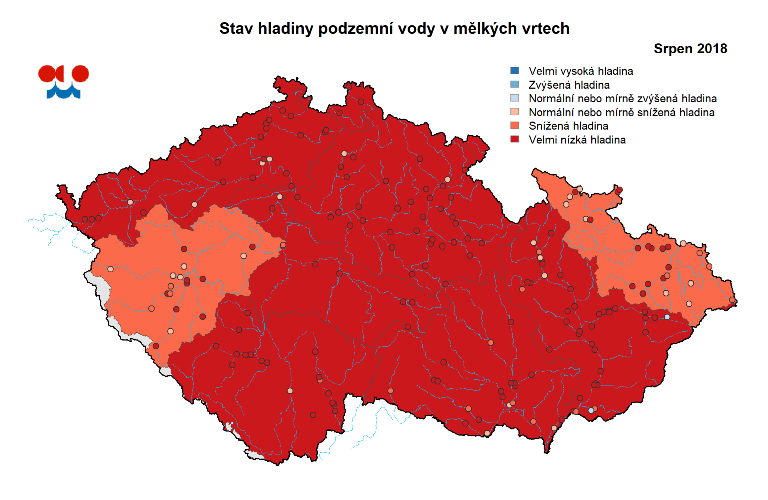 Stav hladiny podzemní vody v mělkých vrtech
Srpen 2018
Velmi vysoká hladina
Zvýšená hladina
Normální nebo mírně zvýšená hladina
Normální nebo mírně snížená hladina
Snížená hladina
Velmi nízká hladina